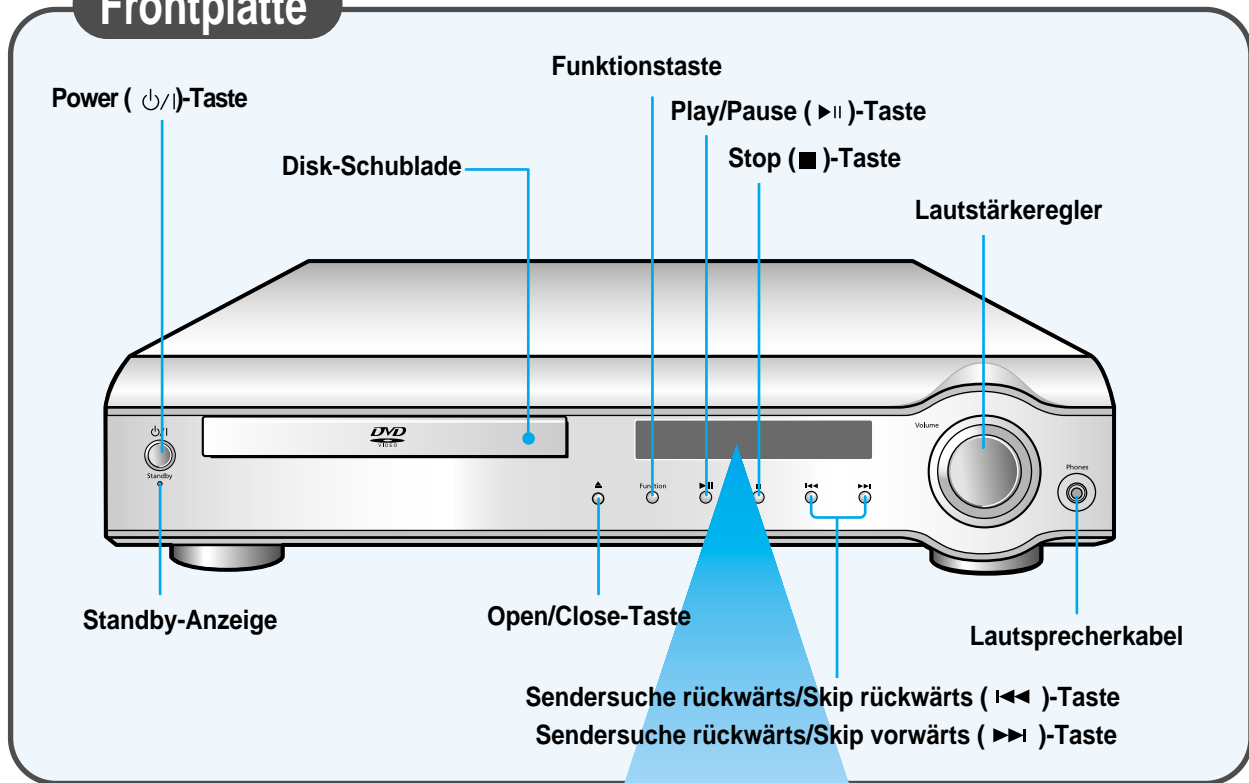 Frontplatte
Funktionstaste
Power ( ⏻/I)-Taste
Play/Pause ( ▶II )-Taste
Disk-Schublade
Stop ( ■ )-Taste
Lautstärkeregler
⏻/I
DVD
VIDEO
Volume
Standby
Function
Phones
Standby-Anzeige
Open/Close-Taste
Lautsprecherkabel
Sendersuche rückwärts/Skip rückwärts ( I◀◀ )-Taste
Sendersuche rückwärts/Skip vorwärts ( ▶▶I )-Taste